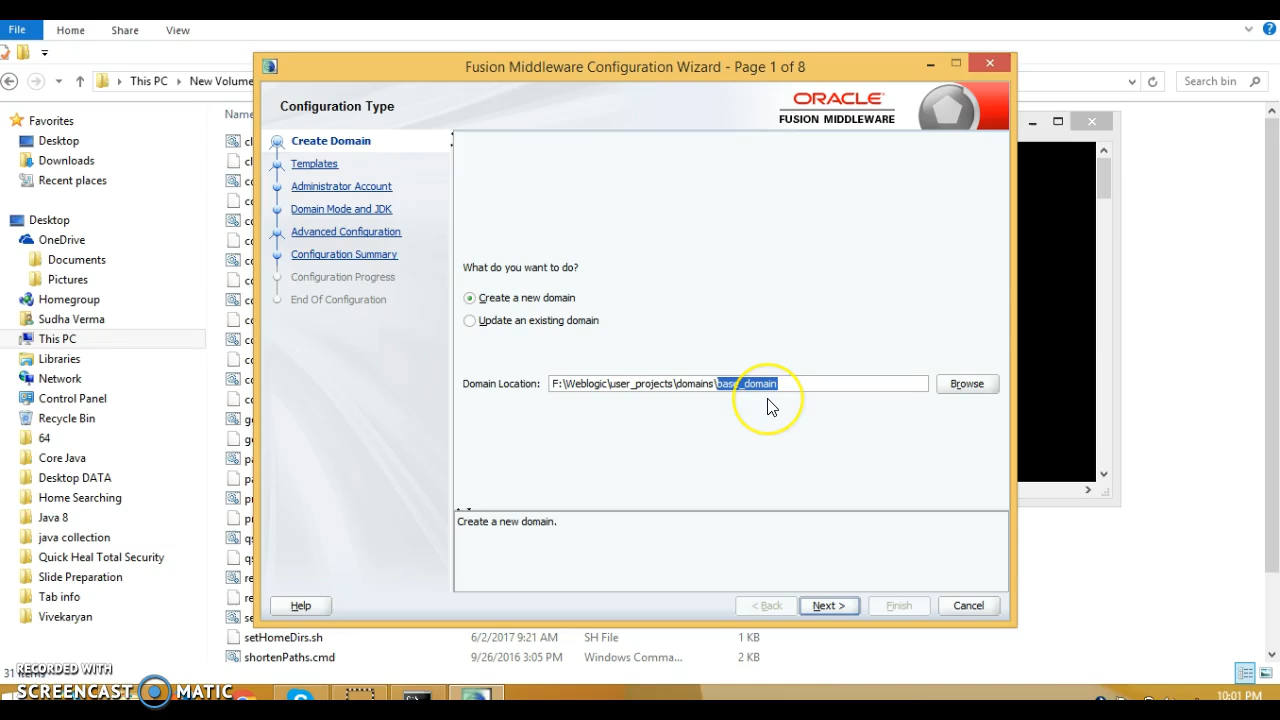 File Home Share View
This PC New Volume Search bin
Fusion Middleware Configuration Wizard - Page 1 of 8
Configuration Type
ORACLE
FUSION MIDDLEWARE
Create Domain
Templates
Administrator Account
Domain Mode and JDK
Advanced Configuration
Configuration Summary
Configuration Progress
End Of Configuration
What do you want to do?
Create a new domain
Update an existing domain
Domain Location: F:\Weblogic\user_projects\domains\base_domain Browse
Create a new domain.
Help < Back Next > Finish Cancel
Favorites
Desktop
Downloads
Recent places
Desktop
OneDrive
Documents
Pictures
Homegroup
Sudha Verma
This PC
Libraries
Network
Control Panel
Recycle Bin
64
Core Java
Desktop DATA
Home Searching
Java 8
java collection
Quick Heal Total Security
Slide Preparation
Tab info
Vivekaryan
setHomeDirs.sh 6/2/2017 9:21 AM SH File 1 KB
shortenPaths.cmd 9/26/2016 3:05 PM Windows Comma... 2 KB
RECORDED WITH
SCREENCAST MATIC
10:01 PM